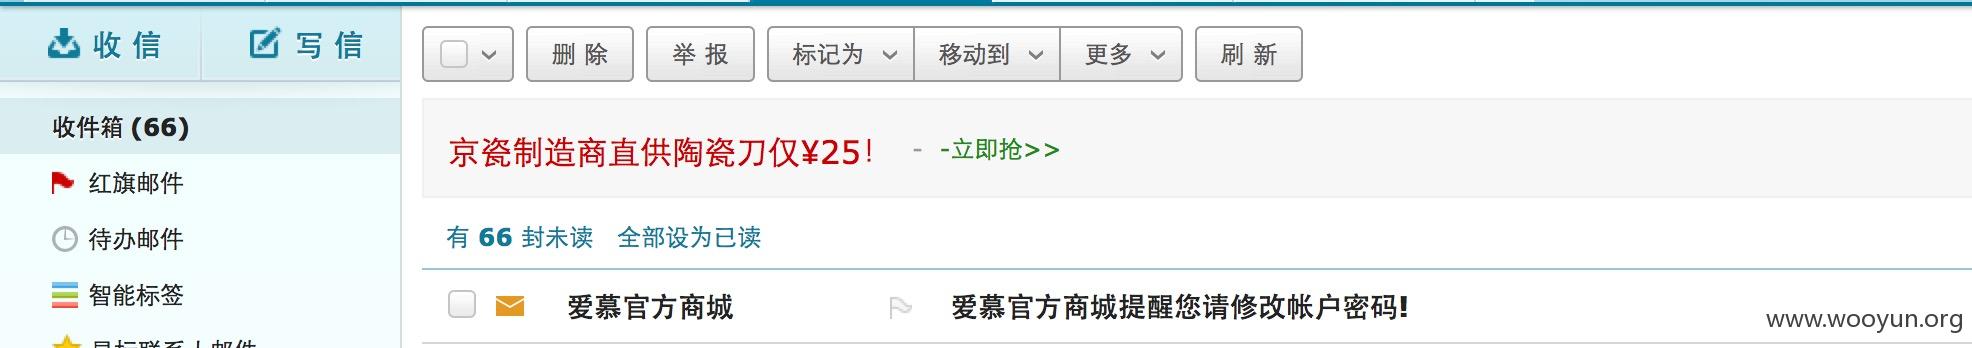 收信 写信
删除 举报 标记为 移动到 更多 刷新
收件箱 (66)
京瓷制造商直供陶瓷刀仅¥25! - -立即抢>>
红旗邮件
待办邮件
有 66 封未读 全部设为已读
智能标签
爱慕官方商城 爱慕官方商城提醒您请修改帐户密码!
www.wooyun.org